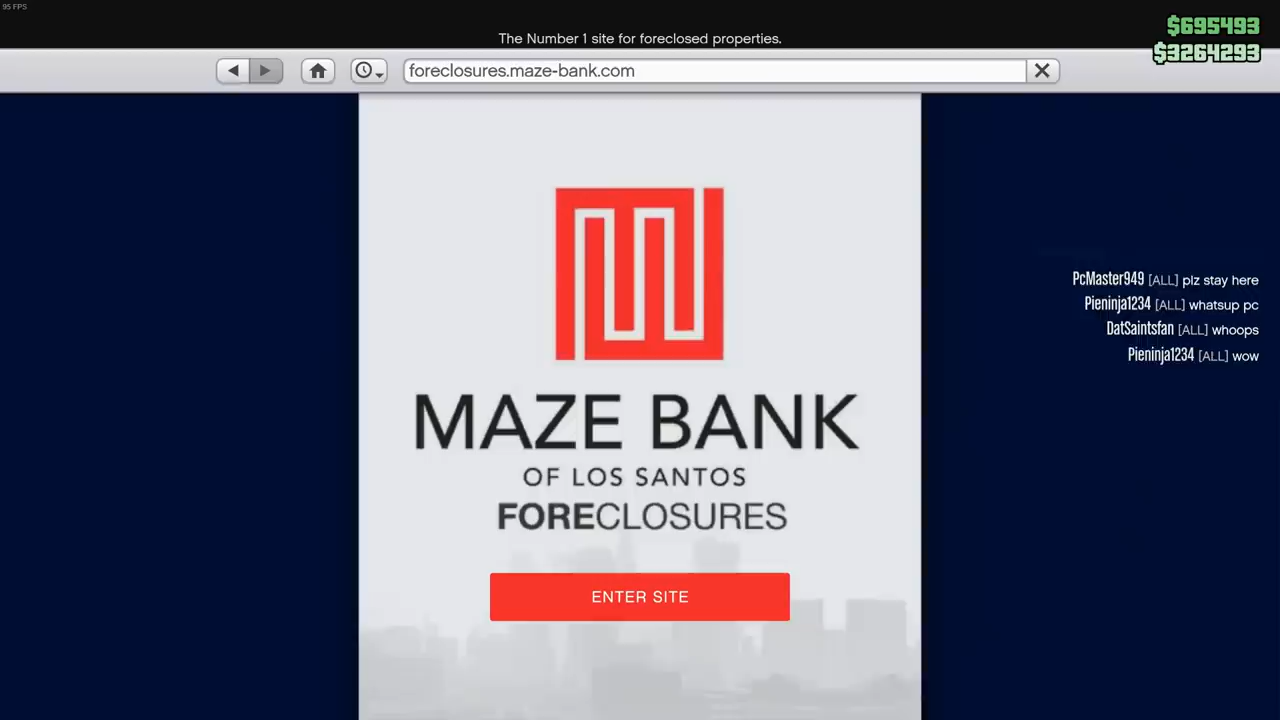 95 FPS
$695493
$3264293
The Number 1 site for foreclosed properties.
foreclosures.maze-bank.com
MAZE BANK
OF LOS SANTOS
FORECLOSURES
ENTER SITE
PcMaster949 [ALL] plz stay here
Pieninja1234 [ALL] whatsup pc
DatSaintsfan [ALL] whoops
Pieninja1234 [ALL] wow